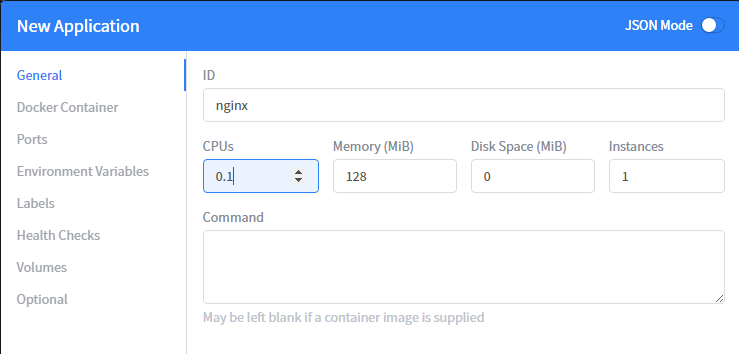 New Application
JSON Mode
General
Docker Container
Ports
Environment Variables
Labels
Health Checks
Volumes
Optional
ID
nginx
CPUs Memory (MiB) Disk Space (MiB) Instances
0.1 128 0 1
Command
May be left blank if a container image is supplied